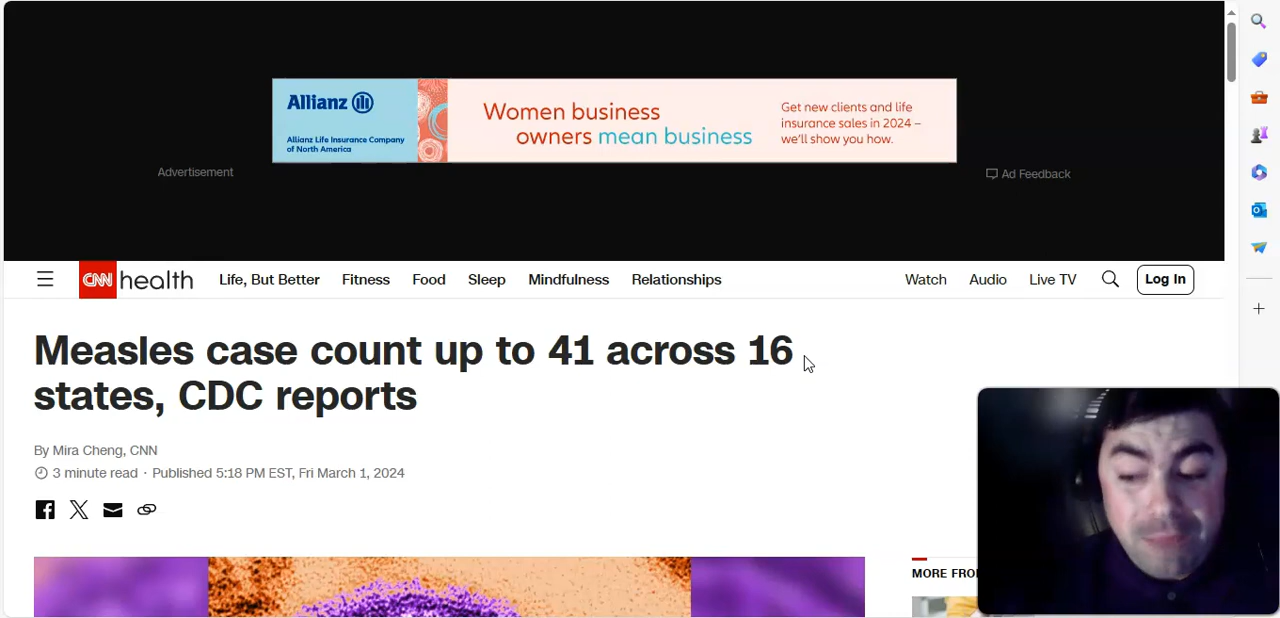 Allianz
Allianz Life Insurance Company
of North America
Women business
owners mean business
Get new clients and life
insurance sales in 2024 –
we'll show you how.
Advertisement
Ad Feedback
CNN health
Life, But Better
Fitness
Food
Sleep
Mindfulness
Relationships
Watch
Audio
Live TV
Log In
Measles case count up to 41 across 16
states, CDC reports
By Mira Cheng, CNN
3 minute read · Published 5:18 PM EST, Fri March 1, 2024
MORE FRO